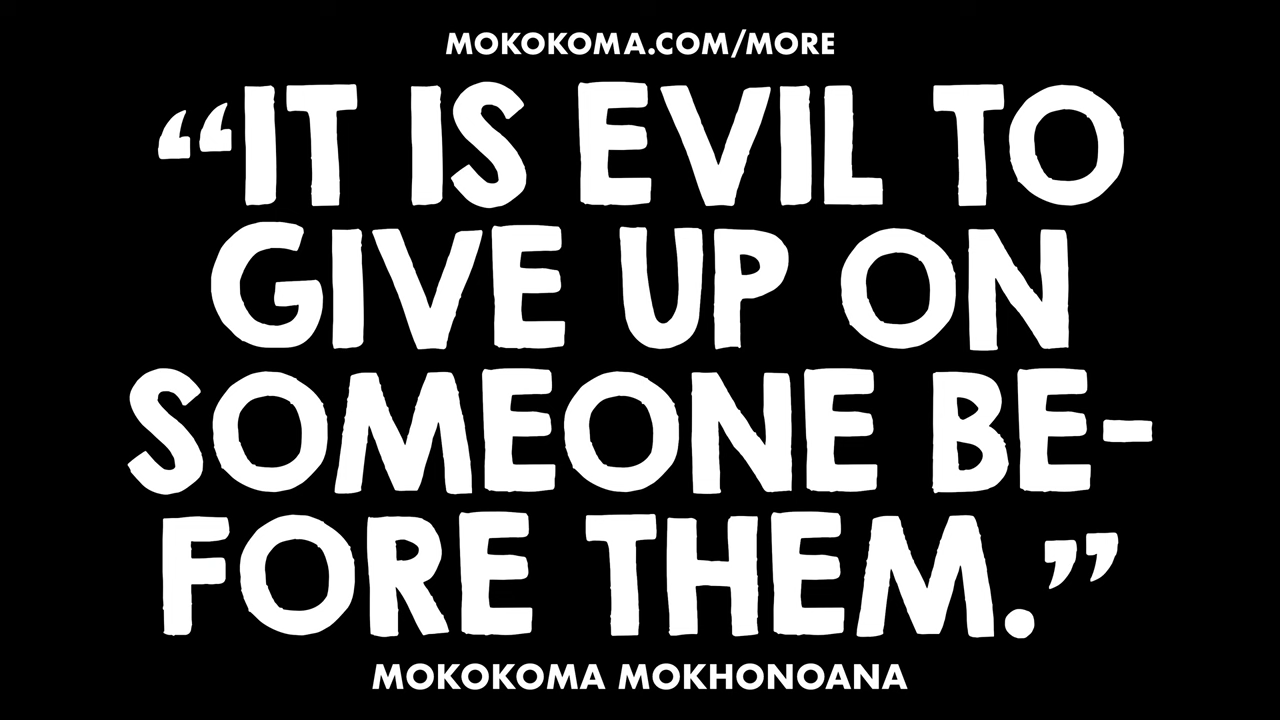 MOKOKOMA.COM/MORE
“IT IS EVIL TO
GIVE UP ON
SOMEONE BE-
FORE THEM.”
MOKOKOMA MOKHONOANA